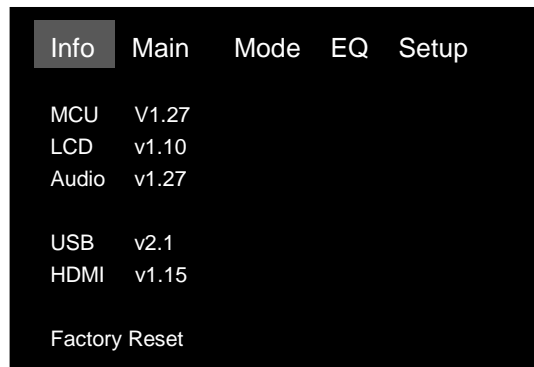 Info Main Mode EQ Setup
MCU V1.27
LCD v1.10
Audio v1.27
USB v2.1
HDMI v1.15
Factory Reset